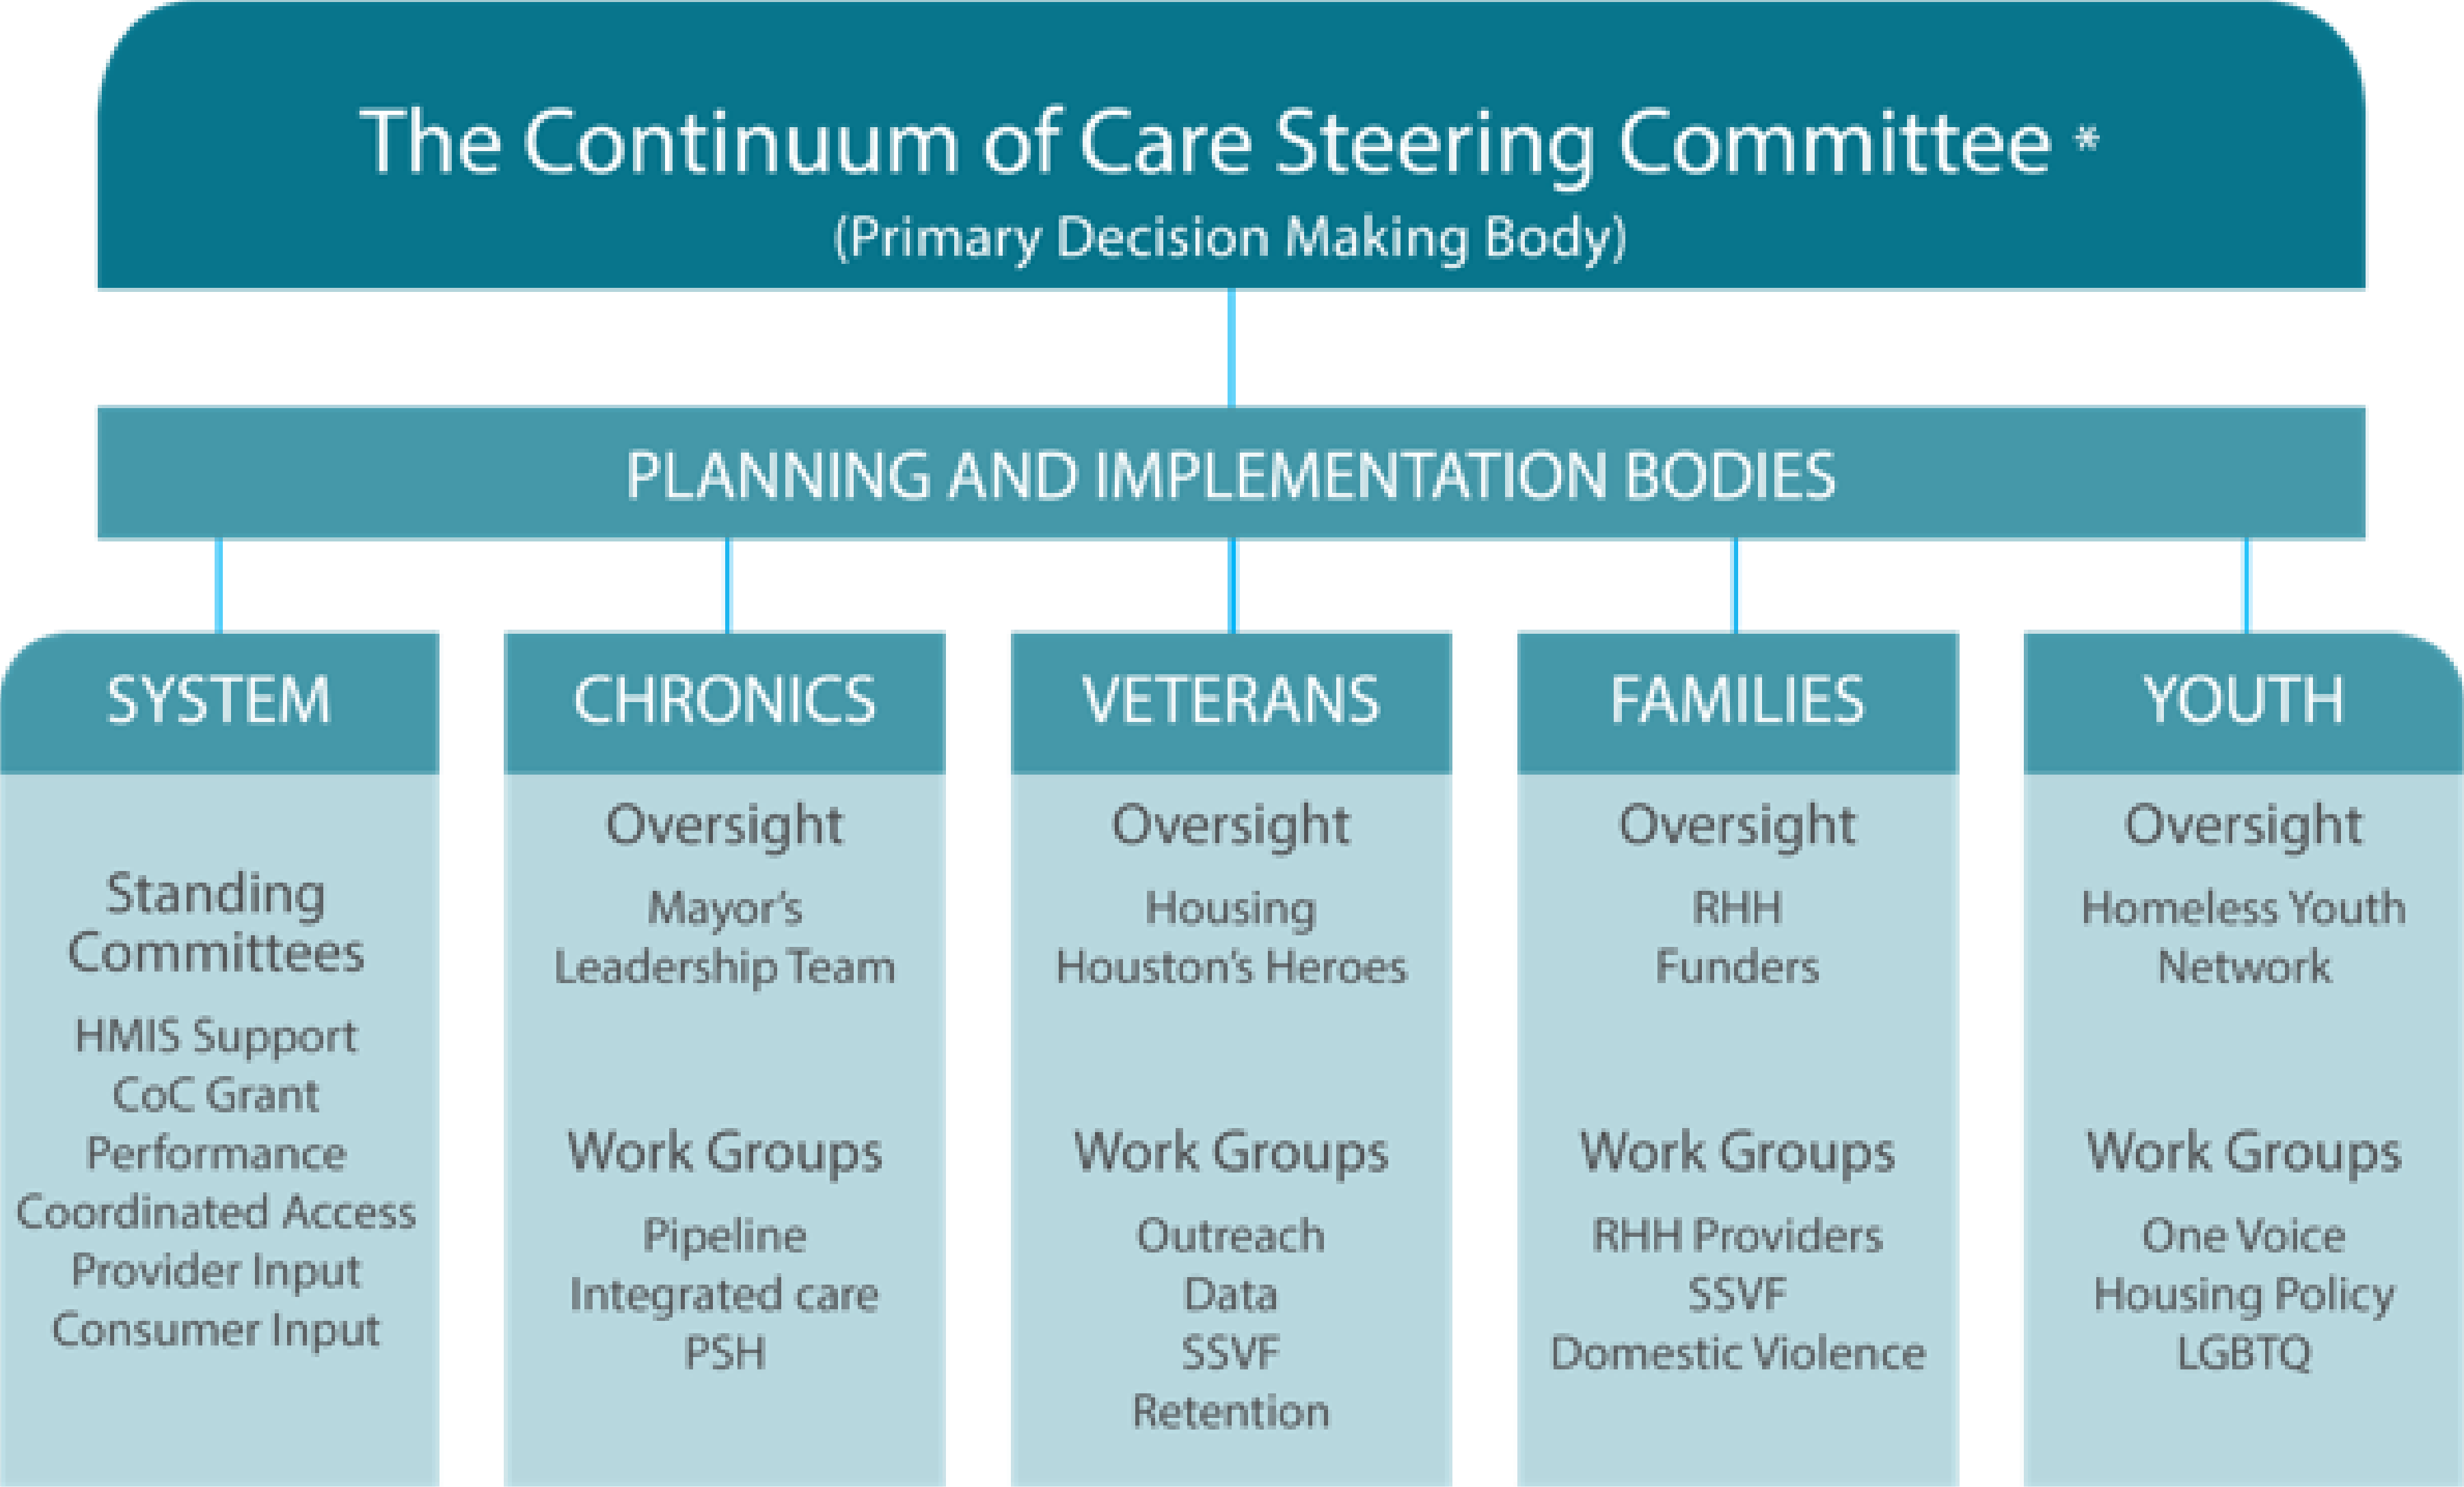 The Continuum of Care Steering Committee *
(Primary Decision Making Body)
PLANNING AND IMPLEMENTATION BODIES
SYSTEM
Standing
Committees
HMIS Support
CoC Grant
Performance
Coordinated Access
Provider Input
Consumer Input
CHRONICS
Oversight
Mayor’s
Leadership Team
Work Groups
Pipeline
Integrated care
PSH
VETERANS
Oversight
Housing
Houston’s Heroes
Work Groups
Outreach
Data
SSVF
Retention
FAMILIES
Oversight
RHH
Funders
Work Groups
RHH Providers
SSVF
Domestic Violence
YOUTH
Oversight
Homeless Youth
Network
Work Groups
One Voice
Housing Policy
LGBTQ